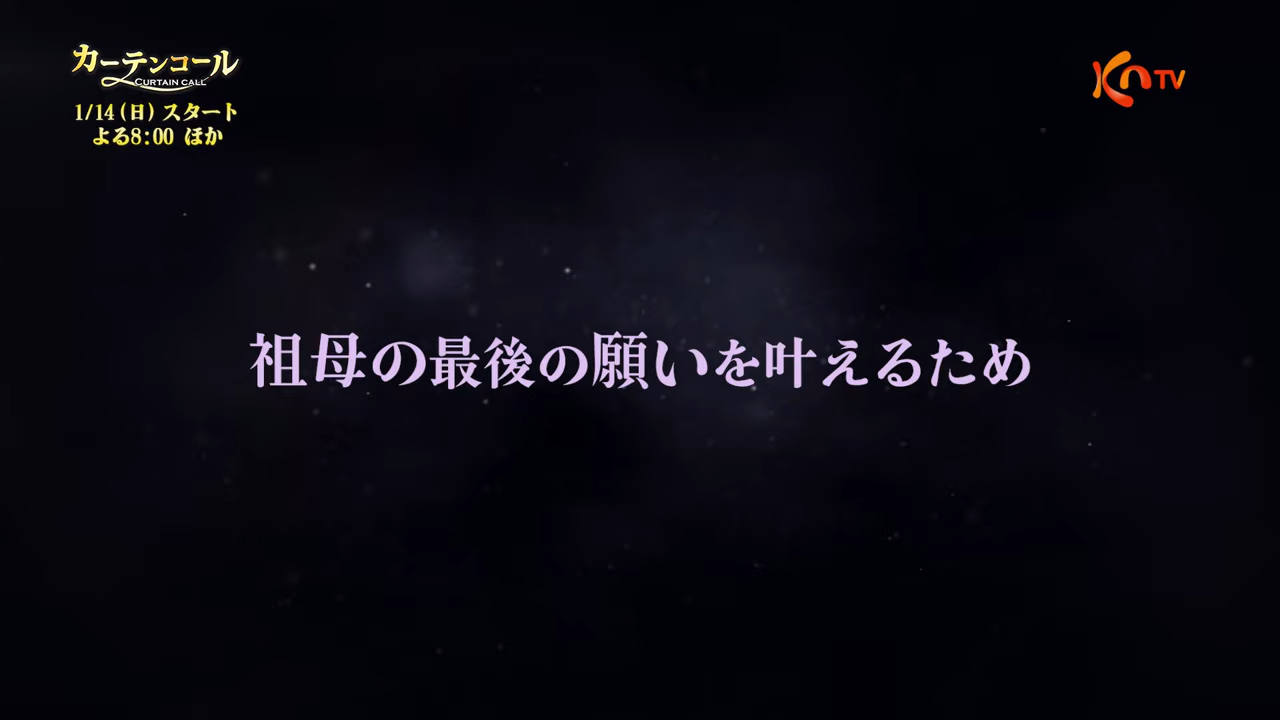 カーテンコール
CURTAIN CALL
1/14(日) スタート
よる8:00 ほか
KnTV
祖母の最後の願いを叶えるため